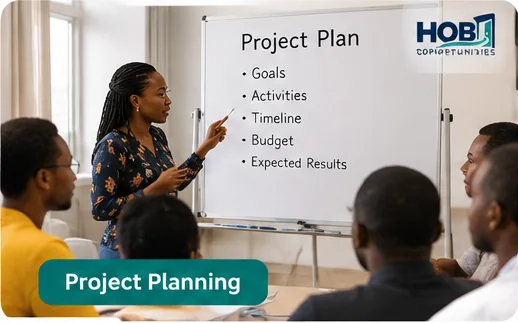 Project Plan
• Goals
• Activities
• Timeline
• Budget
• Expected Results
HOB
Project Planning